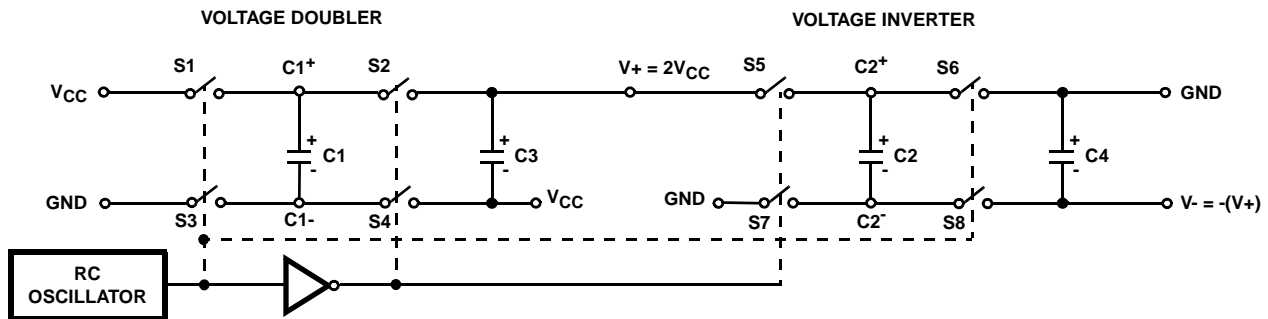 VOLTAGE DOUBLER VOLTAGE INVERTER
S1 C1+ S2 V+ = 2VCC S5 C2+ S6
VCC GND
+ C1 - + C3 - + C2 - + C4 -
GND VCC GND V- = -(V+)
S3 C1- S4 S7 C2- S8
RC
OSCILLATOR